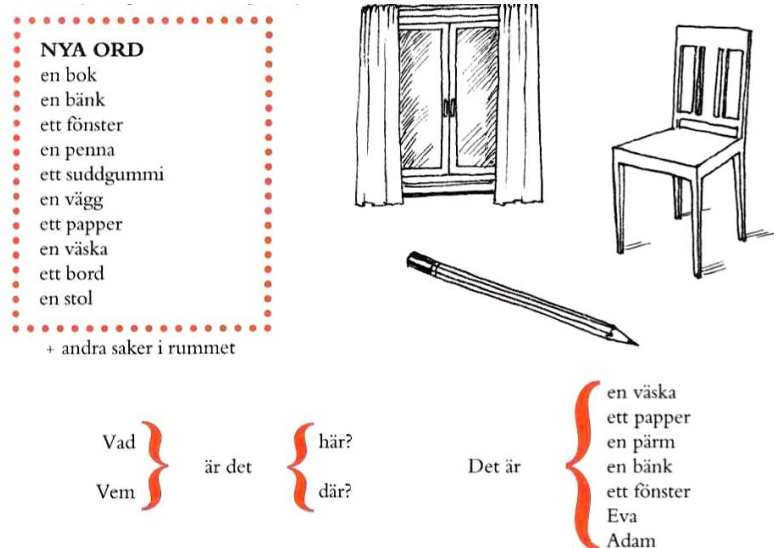 NYA ORD
en bok
en bänk
ett fönster
en penna
ett suddgummi
en vägg
ett papper
en väska
ett bord
en stol
+ andra saker i rummet
Vad
Vem
är det
här?
där?
Det är
en väska
ett papper
en pärm
en bänk
ett fönster
Eva
Adam